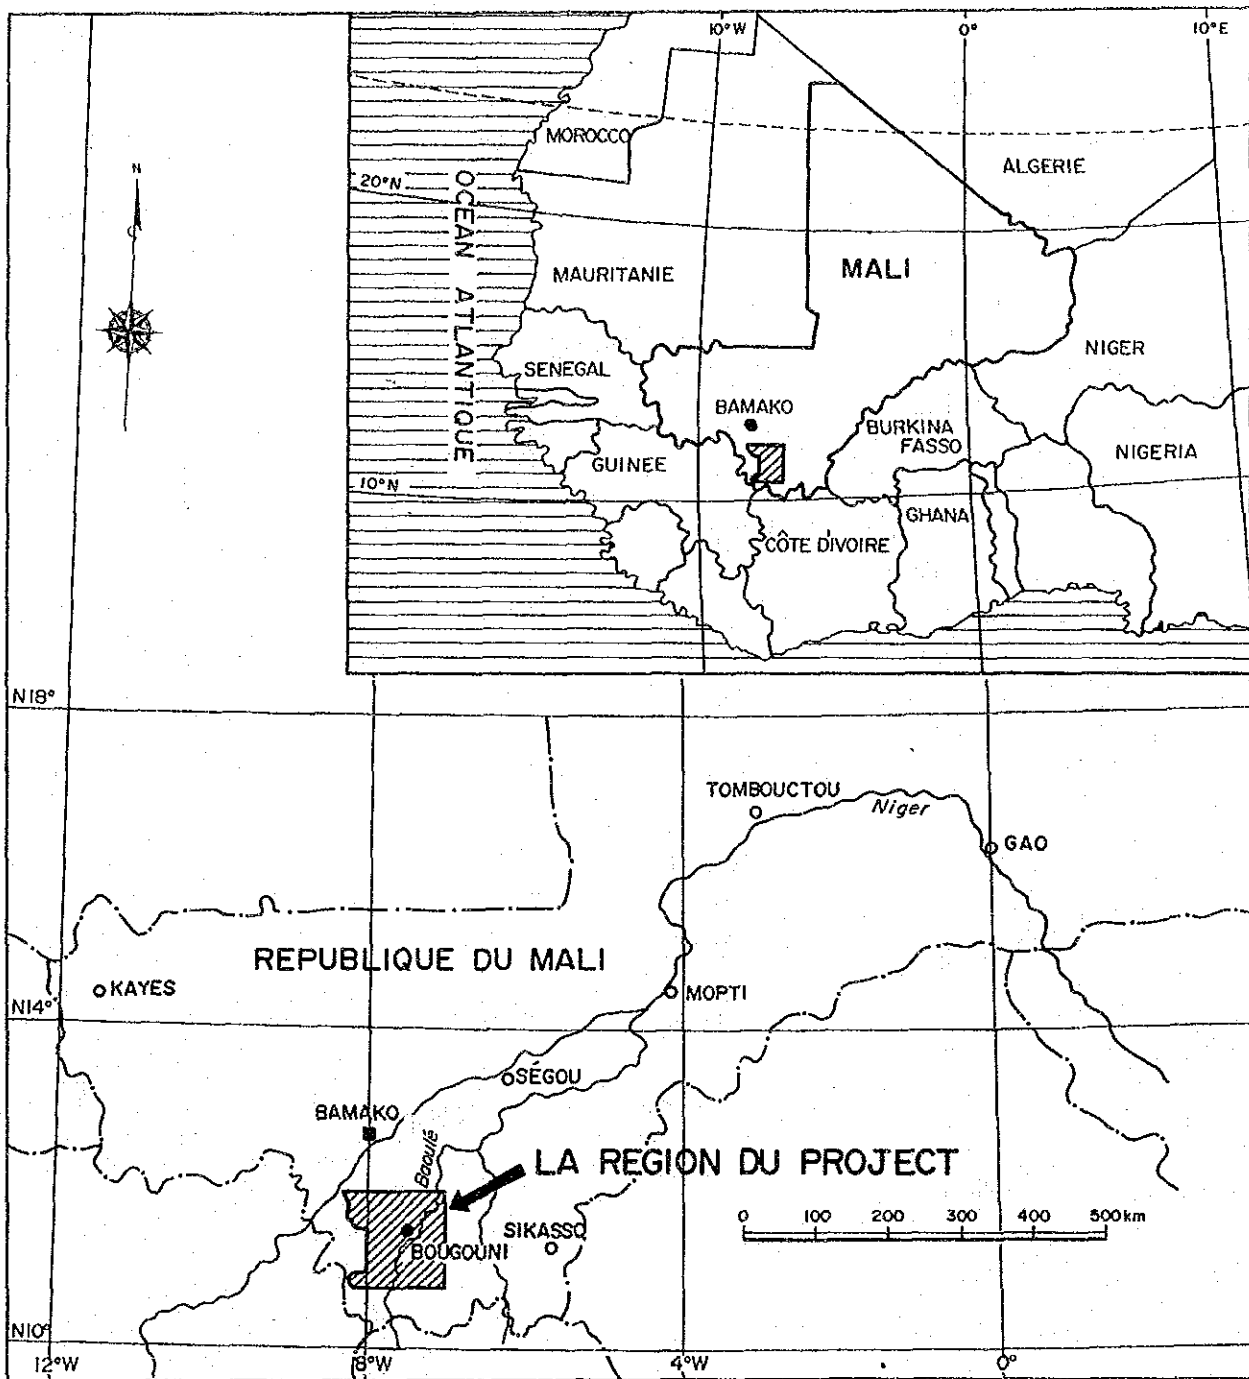 10°W
0°
10°E
MOROCCO
ALGERIE
20°N
OCEAN ATLANTIQUE
MAURITANIE
MALI
SENEGAL
NIGER
BAMAKO
BURKINA
FASSO
NIGERIA
GUINEE
10°N
GHANA
CÔTE D'IVOIRE
N
N18°
TOMBOUCTOU
Niger
GAO
REPUBLIQUE DU MALI
KAYES
MOPTI
N14°
SÉGOU
BAMAKO
Baoulé
LA REGION DU PROJECT
0 100 200 300 400 500km
SIKASSO
BOUGOUNI
N10°
12°W
8°W
4°W
0°